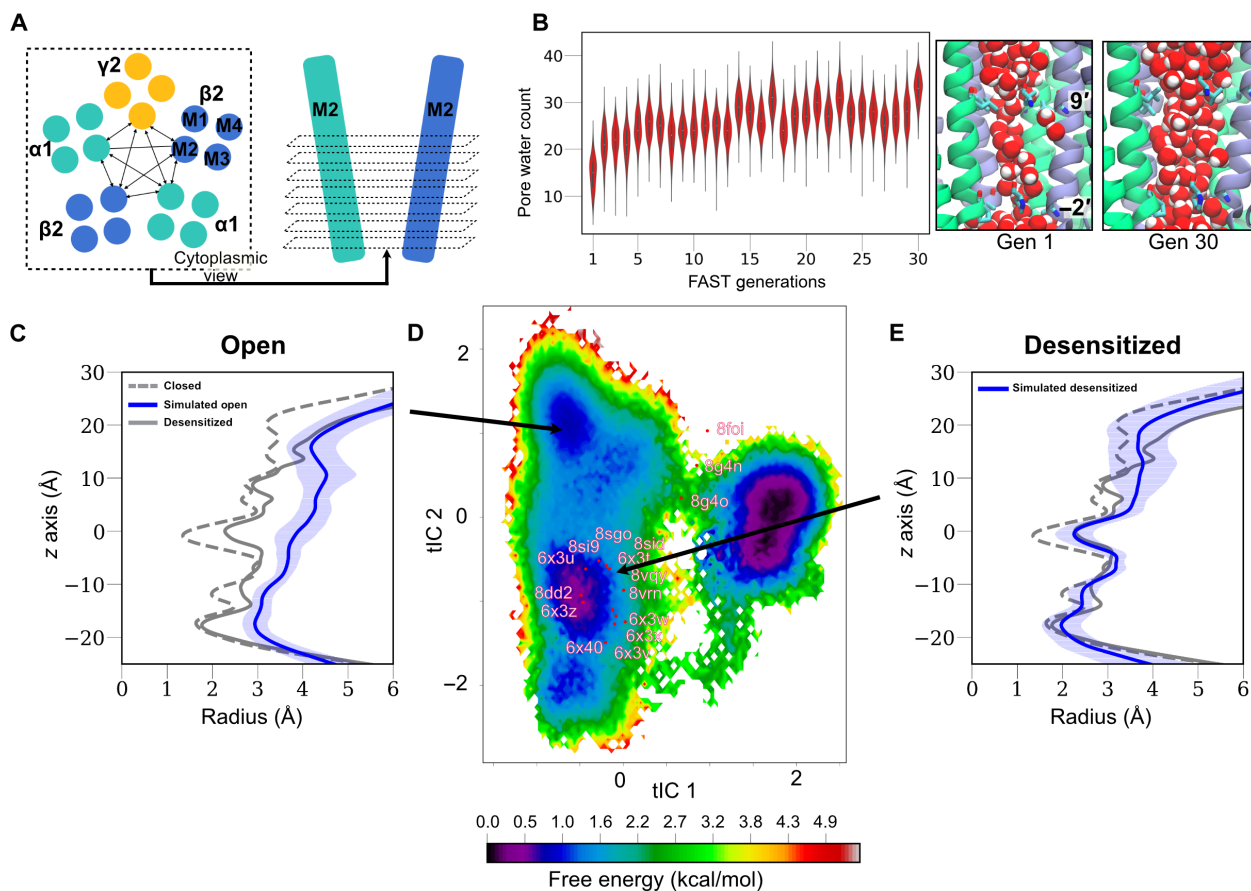 A
γ2
β2
M1
M4
M2
M3
α1
β2
α1
Cytoplasmic
view
M2
M2
B
Pore water count
40
30
20
10
1
5
10
15
20
25
30
FAST generations
9′
−2′
Gen 1
Gen 30
C
Open
30
20
10
0
−10
−20
z axis (Å)
Closed
Simulated open
Desensitized
0
1
2
3
4
5
6
Radius (Å)
D
2
0
−2
tIC 2
8foi
8g4n
8g4o
8sgo
8si9
8sid
6x3u
6x3t
8vqy
8dd2
8vrn
6x3z
6x3w
6x3x
6x40
6x3v
0
2
tIC 1
0.0
0.5
1.0
1.6
2.2
2.7
3.2
3.8
4.3
4.9
Free energy (kcal/mol)
E
Desensitized
30
20
10
0
−10
−20
z axis (Å)
Simulated desensitized
0
1
2
3
4
5
6
Radius (Å)